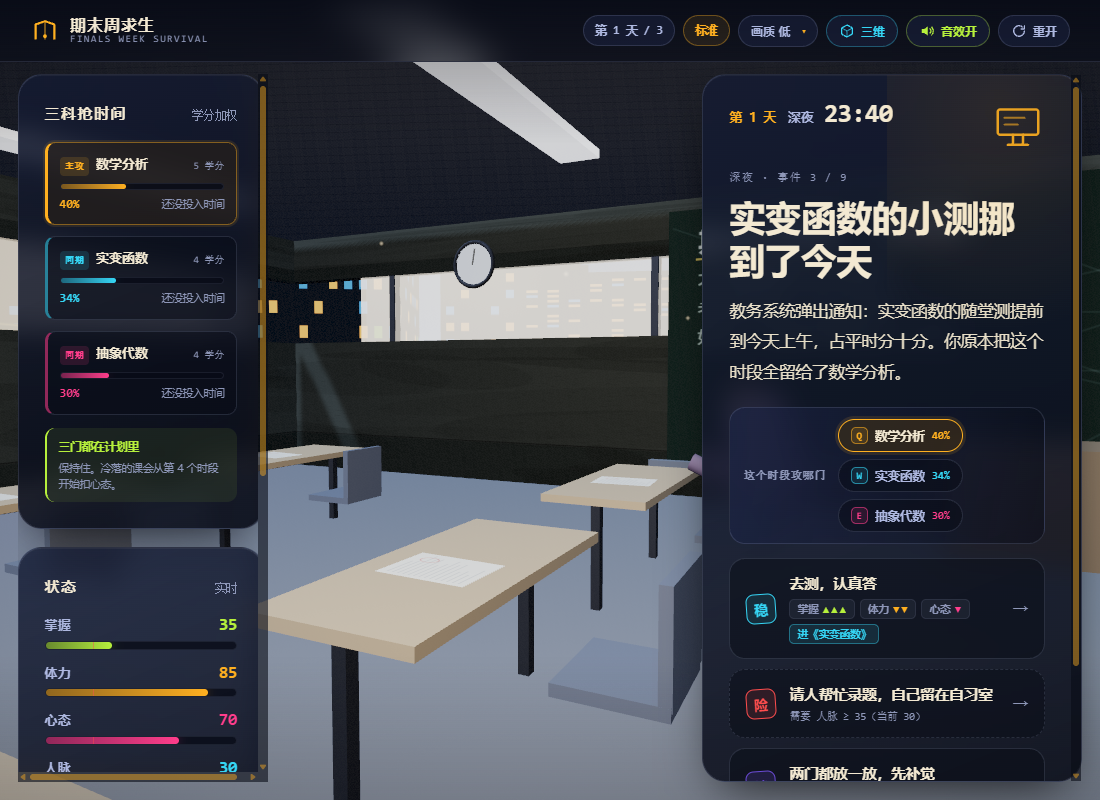 期末周求生
FINALS WEEK SURVIVAL
第 1 天 / 3
标准
画质 低
三维
音效开
重开
三科抢时间
学分加权
主攻 数学分析 5 学分
40% 还没投入时间
同期 实变函数 4 学分
34% 还没投入时间
同期 抽象代数 4 学分
30% 还没投入时间
三门都在计划里
保持住。冷落的课会从第 4 个时段
开始扣心态。
状态 实时
掌握 35
体力 85
心态 70
人脉 30
第 1 天 深夜 23:40
深夜 · 事件 3 / 9
实变函数的小测挪
到了今天
教务系统弹出通知：实变函数的随堂测提前
到今天上午，占平时分十分。你原本把这个
时段全留给了数学分析。
这个时段攻哪门
Q 数学分析 40%
W 实变函数 34%
E 抽象代数 30%
稳
去测，认真答
掌握 ▲▲▲ 体力 ▼▼ 心态 ▼
进《实变函数》
→
险
请人帮忙录题，自己留在自习室
需要 人脉 ≥ 35（当前 30）
→
两门都放一放，先补觉